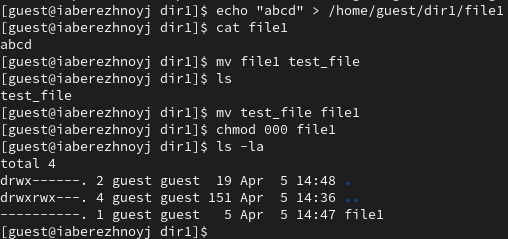 [guest@iaberezhnoyj dir1]$ echo "abcd" > /home/guest/dir1/file1
[guest@iaberezhnoyj dir1]$ cat file1
abcd
[guest@iaberezhnoyj dir1]$ mv file1 test_file
[guest@iaberezhnoyj dir1]$ ls
test_file
[guest@iaberezhnoyj dir1]$ mv test_file file1
[guest@iaberezhnoyj dir1]$ chmod 000 file1
[guest@iaberezhnoyj dir1]$ ls -la
total 4
drwx------. 2 guest guest  19 Apr  5 14:48 .
drwxrwx---. 4 guest guest 151 Apr  5 14:36 ..
----------. 1 guest guest   5 Apr  5 14:47 file1
[guest@iaberezhnoyj dir1]$